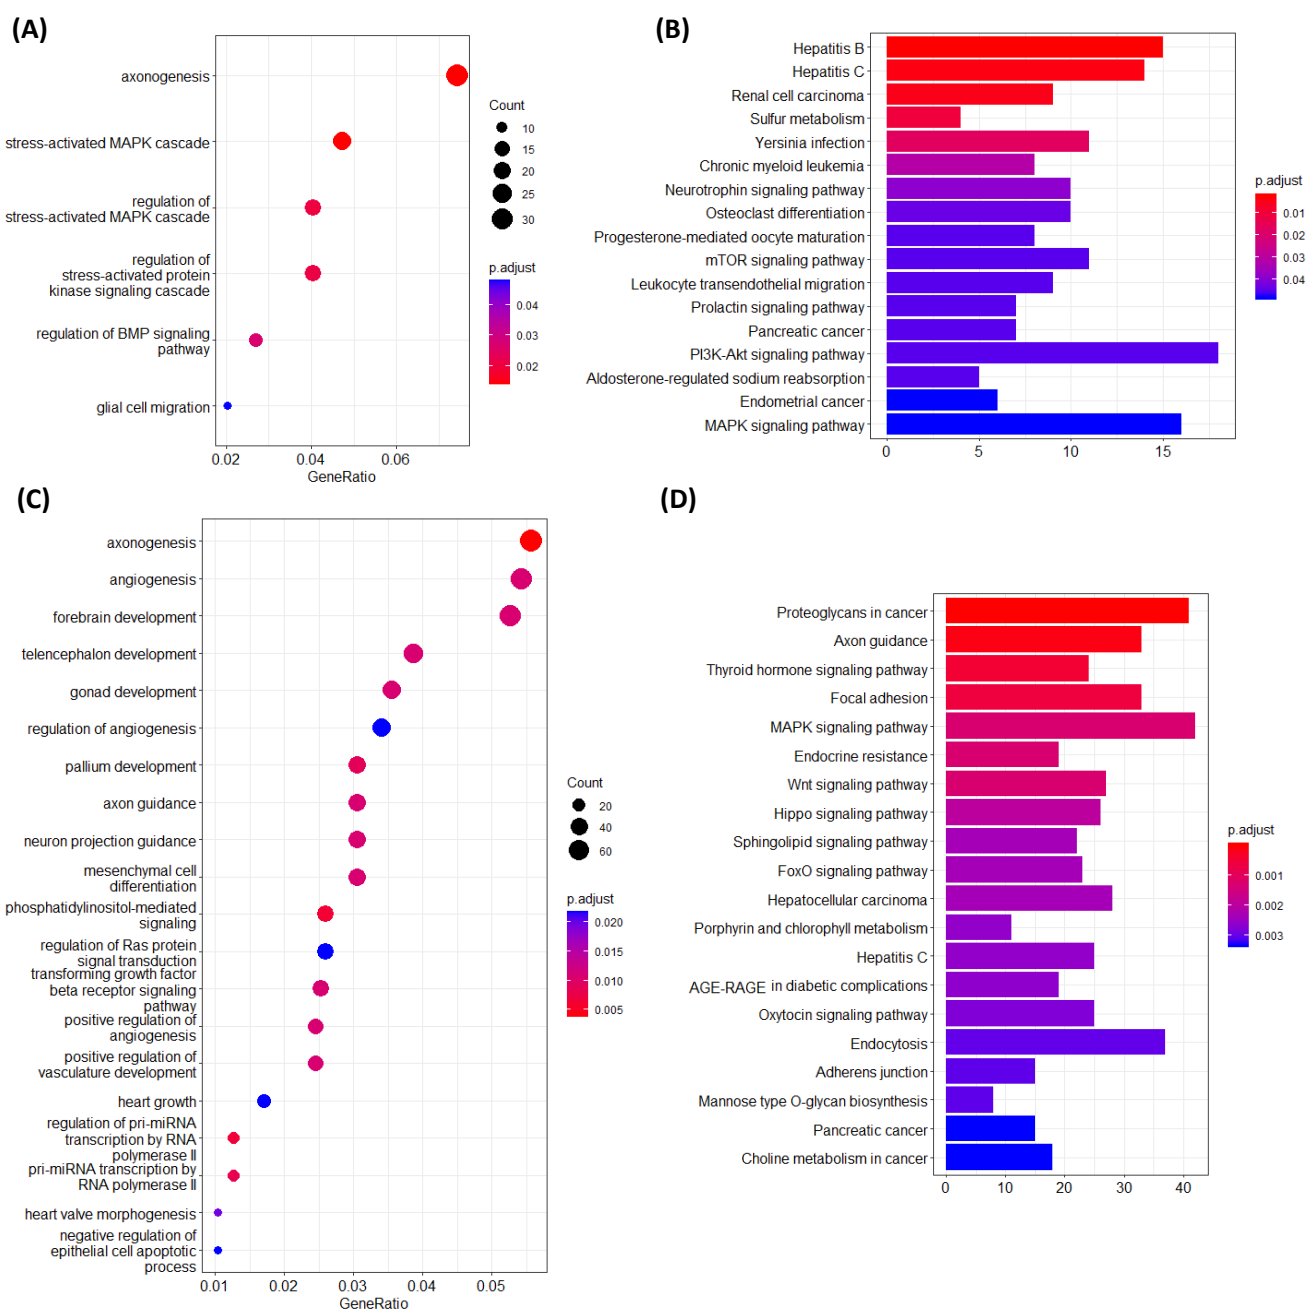 (A)
axonogenesis
stress-activated MAPK cascade
regulation of
stress-activated MAPK cascade
regulation of
stress-activated protein
kinase signaling cascade
regulation of BMP signaling
pathway
glial cell migration
0.02
0.04
0.06
GeneRatio
Count
10
15
20
25
30
p.adjust
0.04
0.03
0.02
(B)
Hepatitis B
Hepatitis C
Renal cell carcinoma
Sulfur metabolism
Yersinia infection
Chronic myeloid leukemia
Neurotrophin signaling pathway
Osteoclast differentiation
Progesterone-mediated oocyte maturation
mTOR signaling pathway
Leukocyte transendothelial migration
Prolactin signaling pathway
Pancreatic cancer
PI3K-Akt signaling pathway
Aldosterone-regulated sodium reabsorption
Endometrial cancer
MAPK signaling pathway
0
5
10
15
p.adjust
0.01
0.02
0.03
0.04
(C)
axonogenesis
angiogenesis
forebrain development
telencephalon development
gonad development
regulation of angiogenesis
pallium development
axon guidance
neuron projection guidance
mesenchymal cell
differentiation
phosphatidylinositol-mediated
signaling
regulation of Ras protein
signal transduction
transforming growth factor
beta receptor signaling
pathway
positive regulation of
angiogenesis
positive regulation of
vasculature development
heart growth
regulation of pri-miRNA
transcription by RNA
polymerase II
pri-miRNA transcription by
RNA polymerase II
heart valve morphogenesis
negative regulation of
epithelial cell apoptotic
process
0.01
0.02
0.03
0.04
0.05
GeneRatio
Count
20
40
60
p.adjust
0.020
0.015
0.010
0.005
(D)
Proteoglycans in cancer
Axon guidance
Thyroid hormone signaling pathway
Focal adhesion
MAPK signaling pathway
Endocrine resistance
Wnt signaling pathway
Hippo signaling pathway
Sphingolipid signaling pathway
FoxO signaling pathway
Hepatocellular carcinoma
Porphyrin and chlorophyll metabolism
Hepatitis C
AGE-RAGE in diabetic complications
Oxytocin signaling pathway
Endocytosis
Adherens junction
Mannose type O-glycan biosynthesis
Pancreatic cancer
Choline metabolism in cancer
0
10
20
30
40
p.adjust
0.001
0.002
0.003